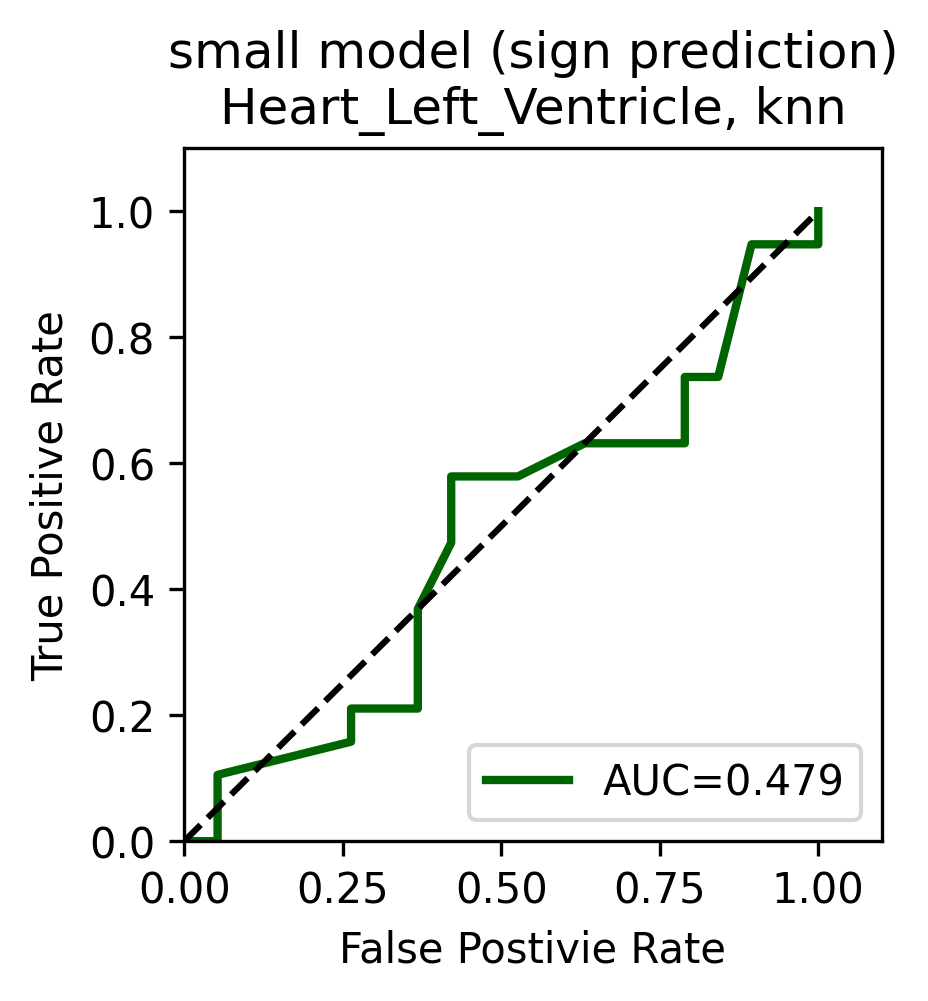 small model (sign prediction)
Heart_Left_Ventricle, knn
True Positive Rate
1.0
0.8
0.6
0.4
0.2
0.0
AUC=0.479
0.00 0.25 0.50 0.75 1.00
False Postivie Rate